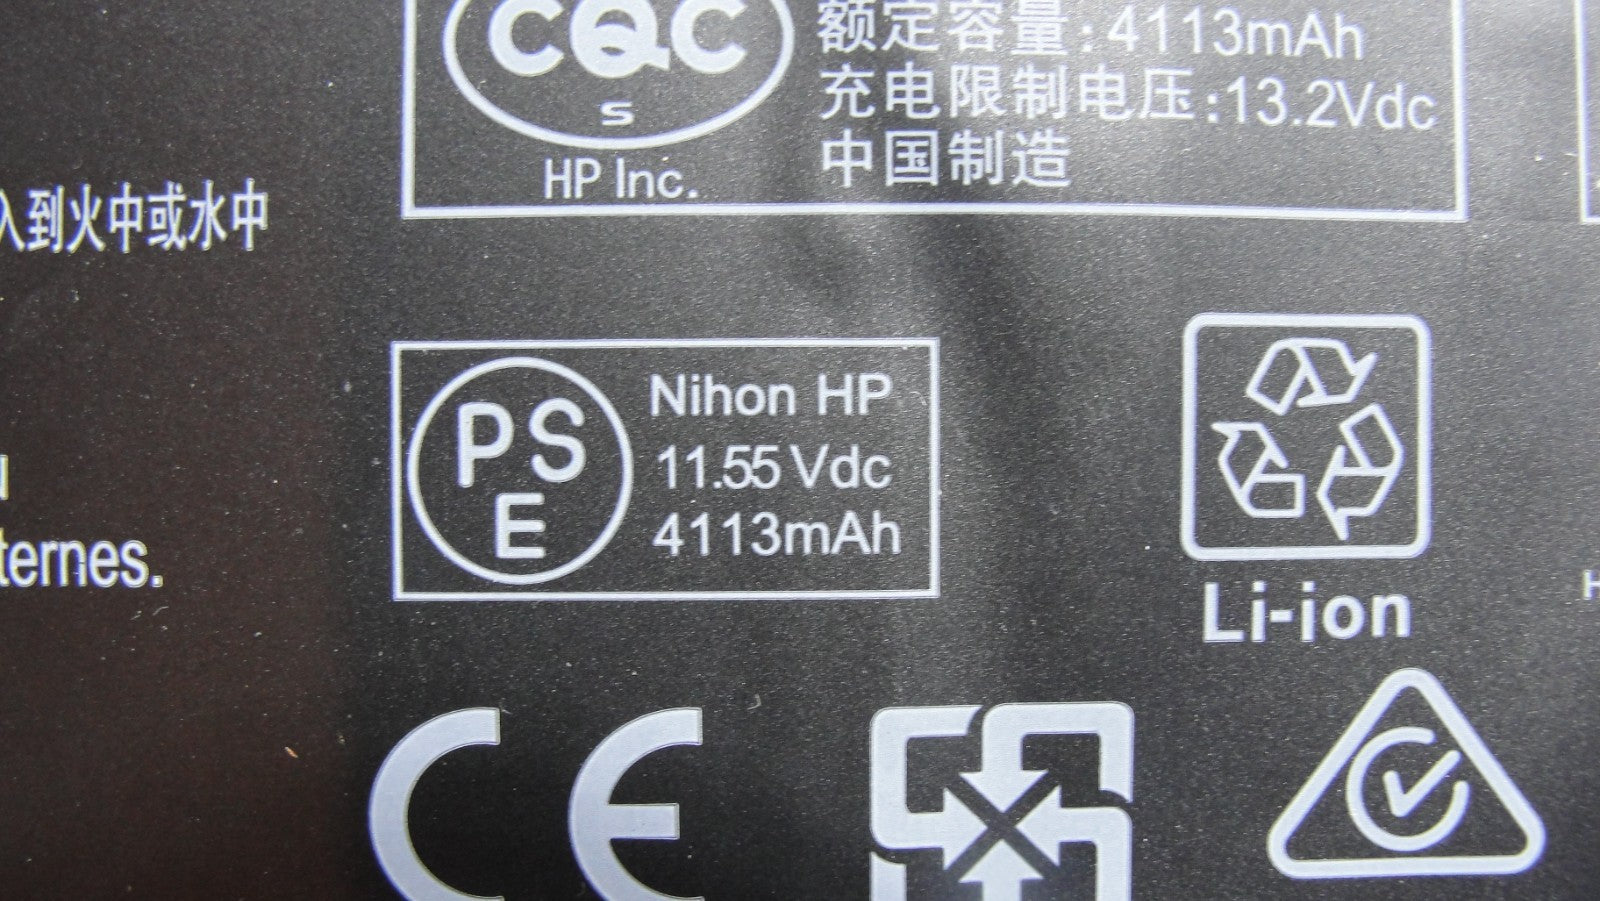 CQC
S
HP Inc.
额定容量:4113mAh
充电限制电压:13.2Vdc
中国制造
入到火中或水中
ternes.
PS
E
Nihon HP
11.55 Vdc
4113mAh
Li-ion
CE